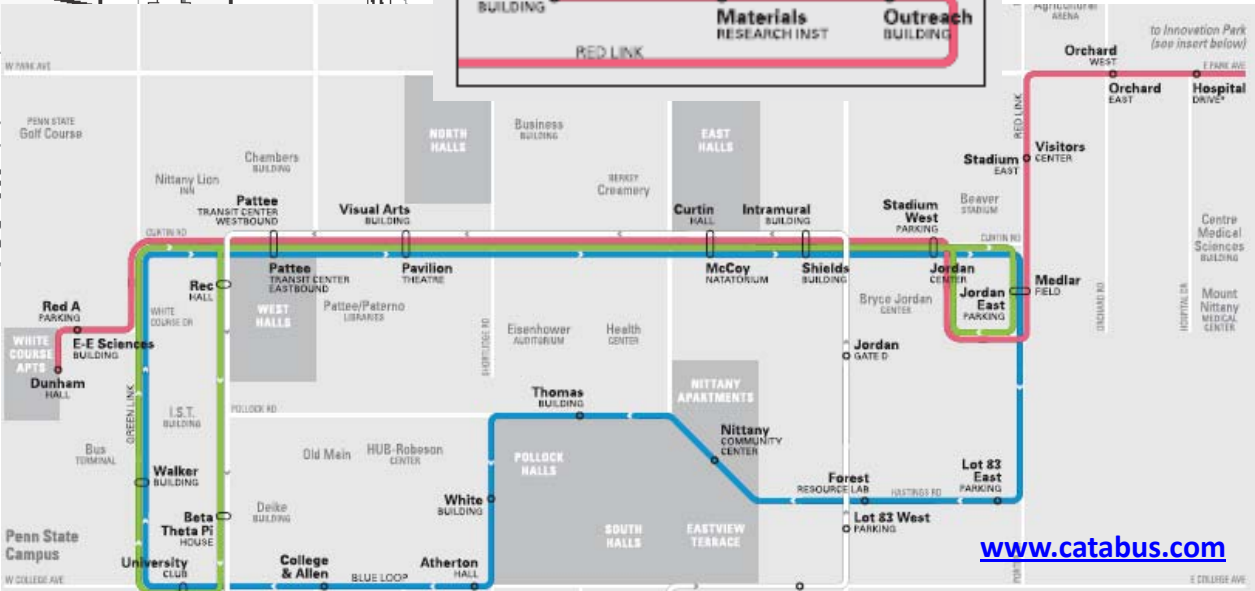 BUILDING
Materials
RESEARCH INST
Outreach
BUILDING
RED LINK
Agricultural
ARENA
to Innovation Park
(see insert below)
W PARK AVE
Orchard
WEST
E PARK AVE
Orchard
EAST
Hospital
DRIVE*
PENN STATE
Golf Course
NORTH
HALLS
Business
BUILDING
EAST
HALLS
RED LINK
Visitors
CENTER
Stadium
EAST
Chambers
BUILDING
Nittany Lion
INN
BERKEY
Creamery
Beaver
STADIUM
Pattee
TRANSIT CENTER
WESTBOUND
Visual Arts
BUILDING
Curtin
HALL
Intramural
BUILDING
Stadium
West
PARKING
Centre
Medical
Sciences
BUILDING
CURTIN RD
CURTIN RD
Pattee
TRANSIT CENTER
EASTBOUND
Pavilion
THEATRE
McCoy
NATATORIUM
Shields
BUILDING
Jordan
CENTER
Rec
HALL
Medlar
FIELD
Jordan
East
PARKING
Bryce Jordan
CENTER
ORCHARD RD
HOSPITAL DR
Mount
Nittany
MEDICAL
CENTER
Red A
PARKING
WHITE
COURSE DR
WEST
HALLS
Pattee/Paterno
LIBRARIES
E-E Sciences
BUILDING
WHITE
COURSE
APTS
SHORTLIDGE RD
Eisenhower
AUDITORIUM
Health
CENTER
Jordan
GATE D
Dunham
HALL
GREEN LINK
I.S.T.
BUILDING
POLLOCK RD
Thomas
BUILDING
NITTANY
APARTMENTS
Bus
TERMINAL
Old Main
HUB-Robeson
CENTER
POLLOCK
HALLS
Nittany
COMMUNITY
CENTER
Walker
BUILDING
White
BUILDING
Forest
RESOURCE LAB
HASTINGS RD
Lot 83
East
PARKING
Beta
Theta Pi
HOUSE
Deike
BUILDING
SOUTH
HALLS
EASTVIEW
TERRACE
Lot 83 West
PARKING
Penn State
Campus
www.catabus.com
University
CLUB
College
& Allen
BLUE LOOP
Atherton
HALL
W COLLEGE AVE
E COLLEGE AVE